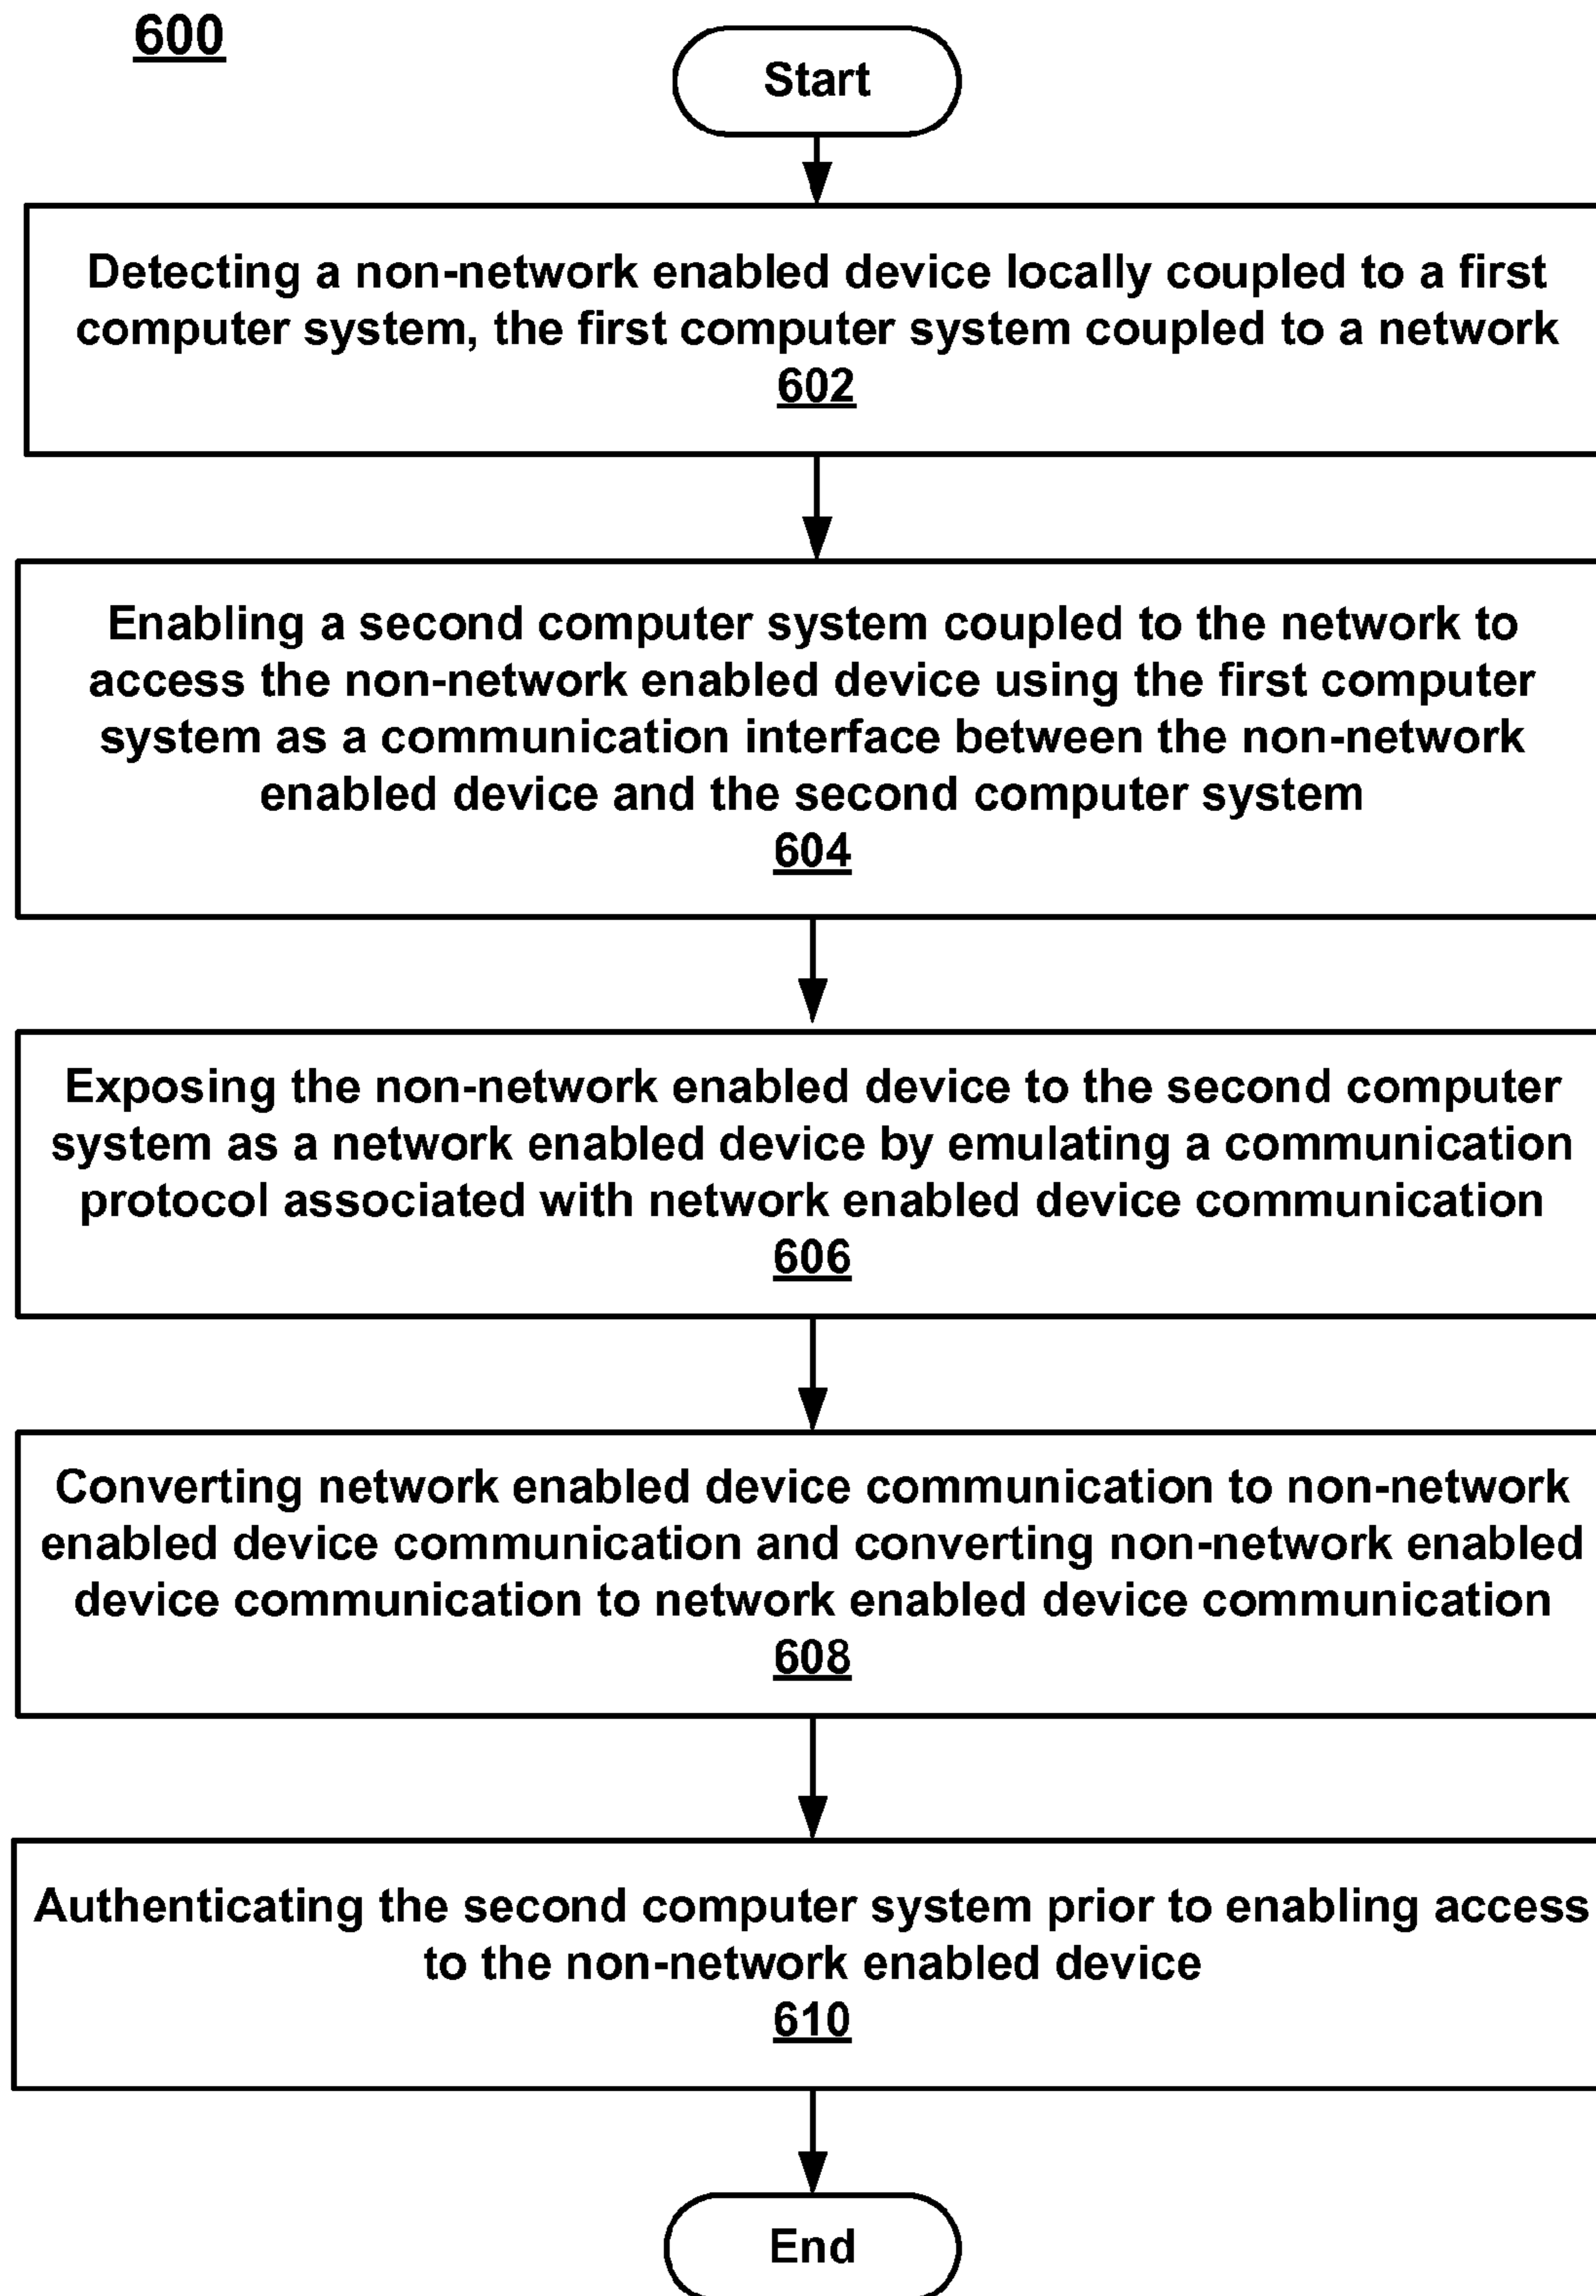 600
Start
Detecting a non-network enabled device locally coupled to a first
computer system, the first computer system coupled to a network
602
Enabling a second computer system coupled to the network to
access the non-network enabled device using the first computer
system as a communication interface between the non-network
enabled device and the second computer system
604
Exposing the non-network enabled device to the second computer
system as a network enabled device by emulating a communication
protocol associated with network enabled device communication
606
Converting network enabled device communication to non-network
enabled device communication and converting non-network enabled
device communication to network enabled device communication
608
Authenticating the second computer system prior to enabling access
to the non-network enabled device
610
End